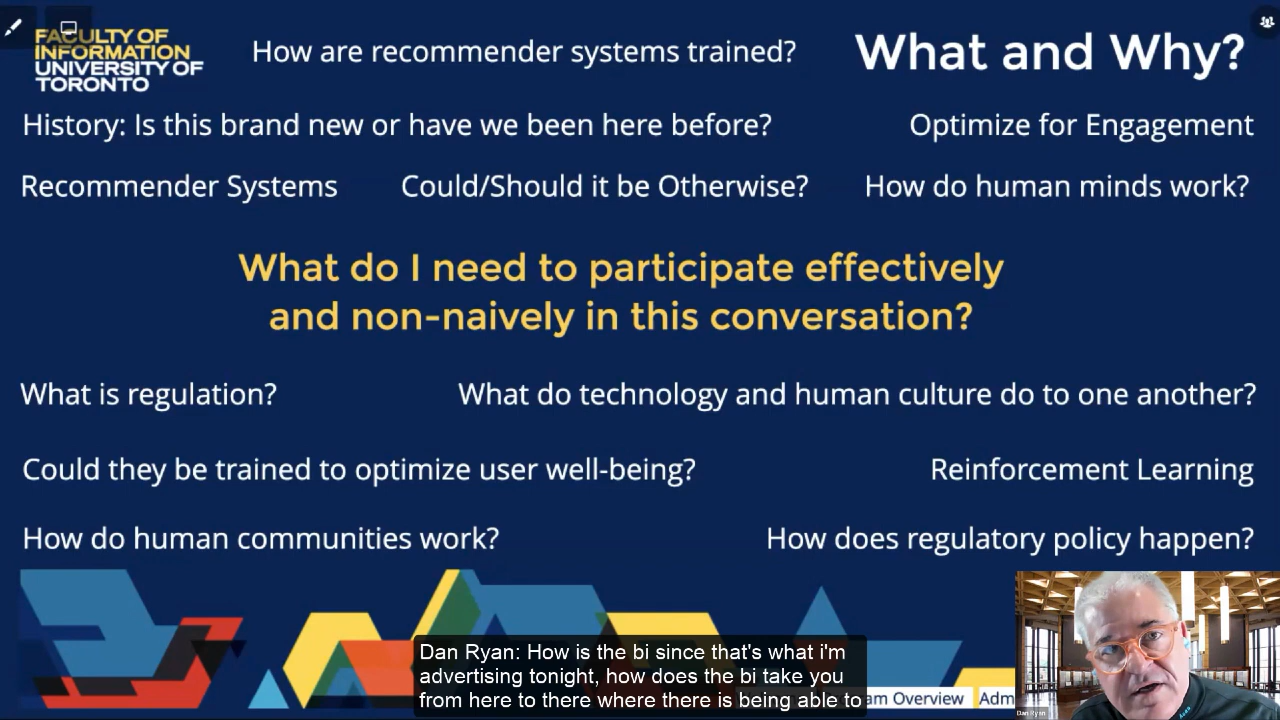 FACULTY OF
INFORMATION
UNIVERSITY OF
TORONTO
How are recommender systems trained?
What and Why?
History: Is this brand new or have we been here before?
Optimize for Engagement
Recommender Systems
Could/Should it be Otherwise?
How do human minds work?
What do I need to participate effectively
and non-naively in this conversation?
What is regulation?
What do technology and human culture do to one another?
Could they be trained to optimize user well-being?
Reinforcement Learning
How do human communities work?
How does regulatory policy happen?
Dan Ryan: How is the bi since that's what i'm
advertising tonight, how does the bi take you
from here to there where there is being able to
am Overview
Adm
Dan Ryan